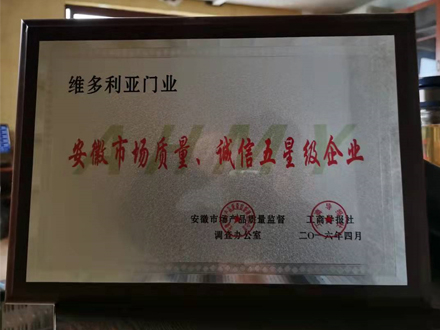 维多利亚门业
安徽市场质量、诚信五星级企业
安徽市场产品质量监督 工商导报社
调查办公室 二〇一六年四月